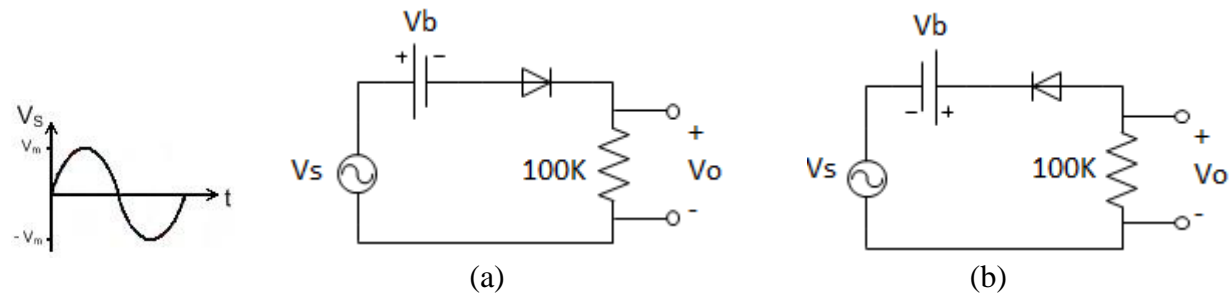 Vs
Vm
t
- Vm
Vb
+ −
Vs
100K
+
Vo
-
(a)
Vb
− +
Vs
100K
+
Vo
-
(b)